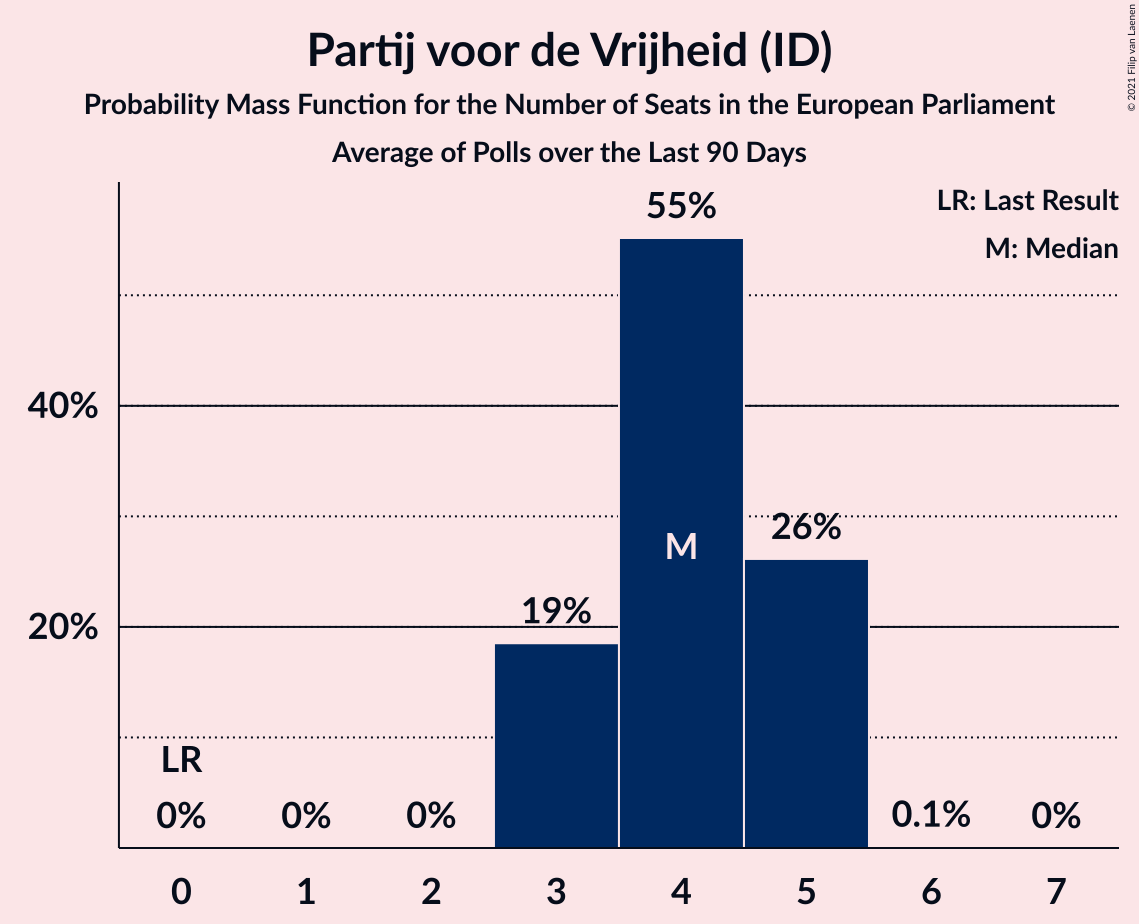 Partij voor de Vrijheid (ID)
Probability Mass Function for the Number of Seats in the European Parliament
Average of Polls over the Last 90 Days
© 2021 Filip van Laenen
LR: Last Result
M: Median
55%
40%
26%
M
19%
20%
LR
0% 0% 0% 0.1% 0%
0 1 2 3 4 5 6 7